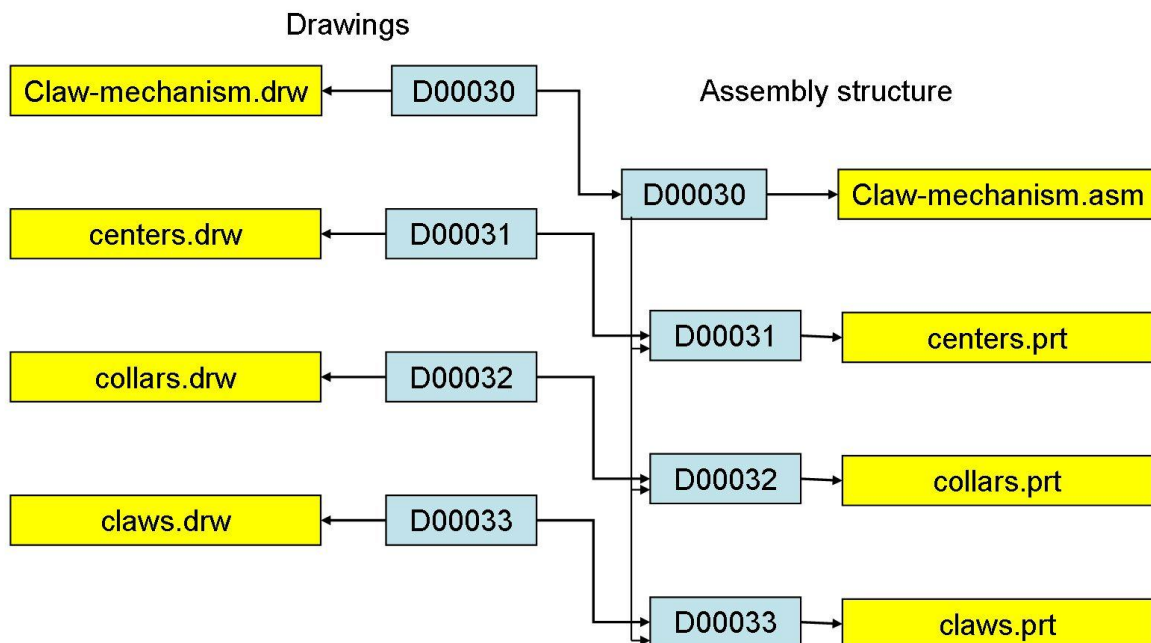 Drawings
Claw-mechanism.drw
D00030
Assembly structure
D00030
Claw-mechanism.asm
centers.drw
D00031
D00031
centers.prt
collars.drw
D00032
D00032
collars.prt
claws.drw
D00033
D00033
claws.prt